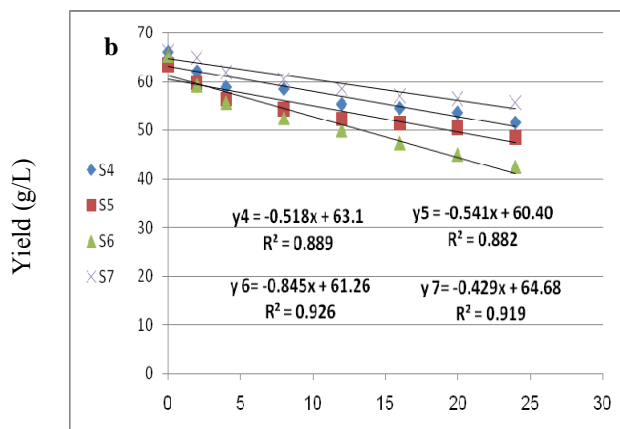 b
Yield (g/L)
70
60
50
40
30
20
10
0
S4
S5
S6
S7
y4 = -0.518x + 63.1
R² = 0.889
y5 = -0.541x + 60.40
R² = 0.882
y 6= -0.845x + 61.26
R² = 0.926
y 7= -0.429x + 64.68
R² = 0.919
0 5 10 15 20 25 30